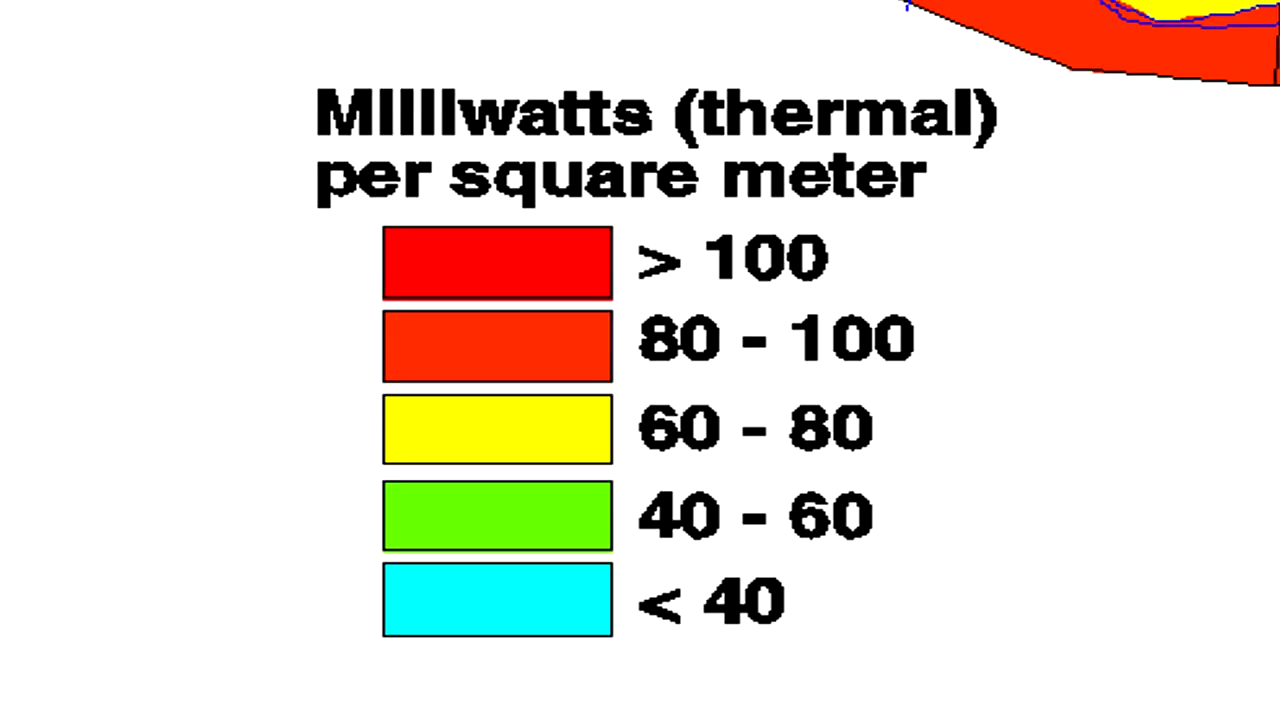 Milliwatts (thermal)
per square meter
> 100
80 - 100
60 - 80
40 - 60
< 40